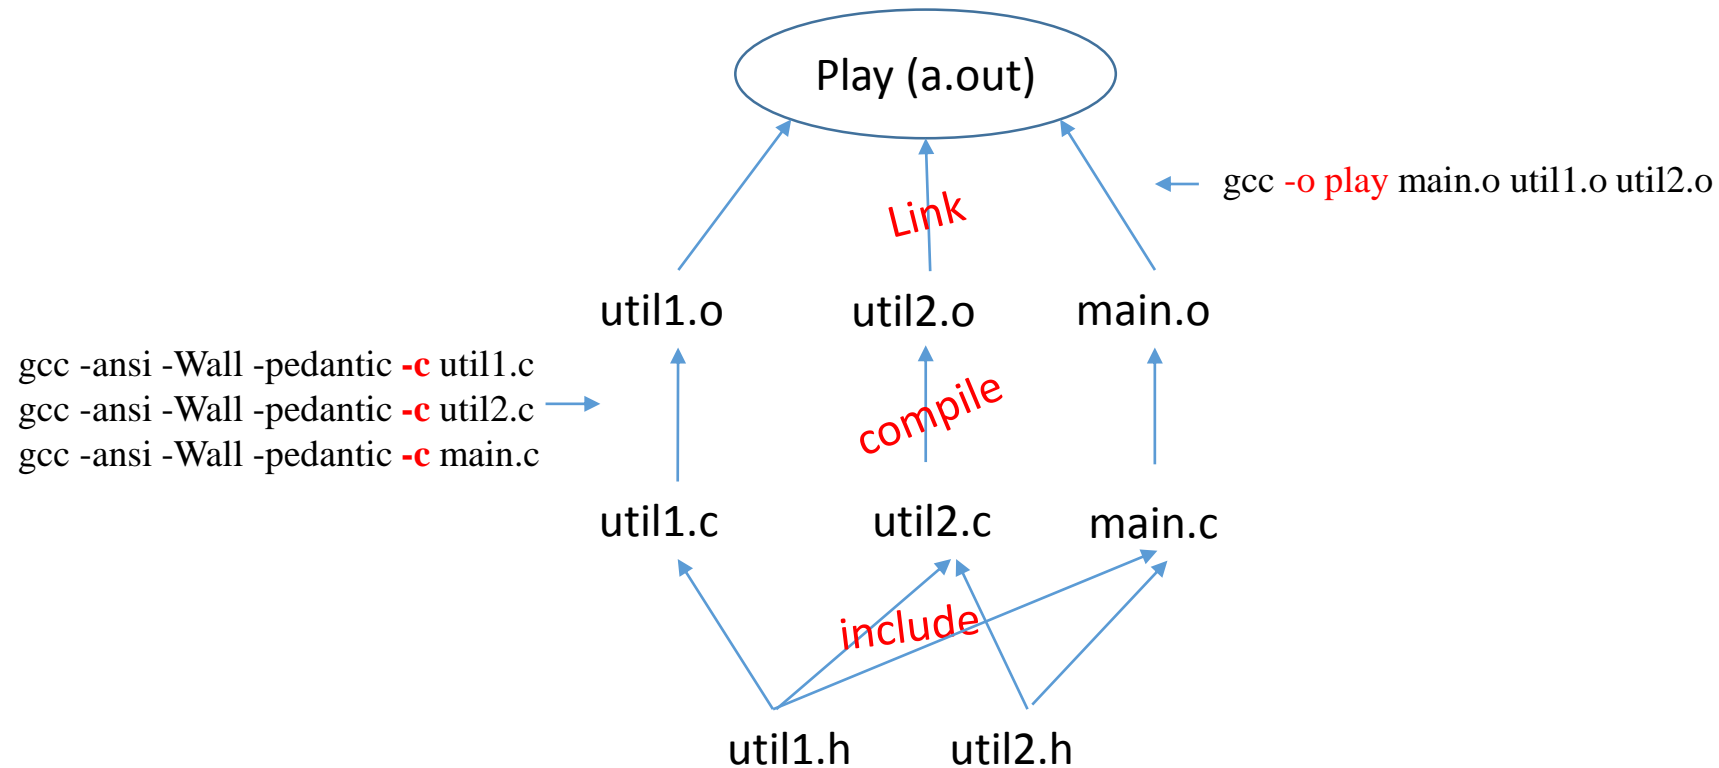 Play (a.out)
gcc -o play main.o util1.o util2.o
Link
util1.o
util2.o
main.o
gcc -ansi -Wall -pedantic -c util1.c
gcc -ansi -Wall -pedantic -c util2.c
gcc -ansi -Wall -pedantic -c main.c
compile
util1.c
util2.c
main.c
include
util1.h
util2.h